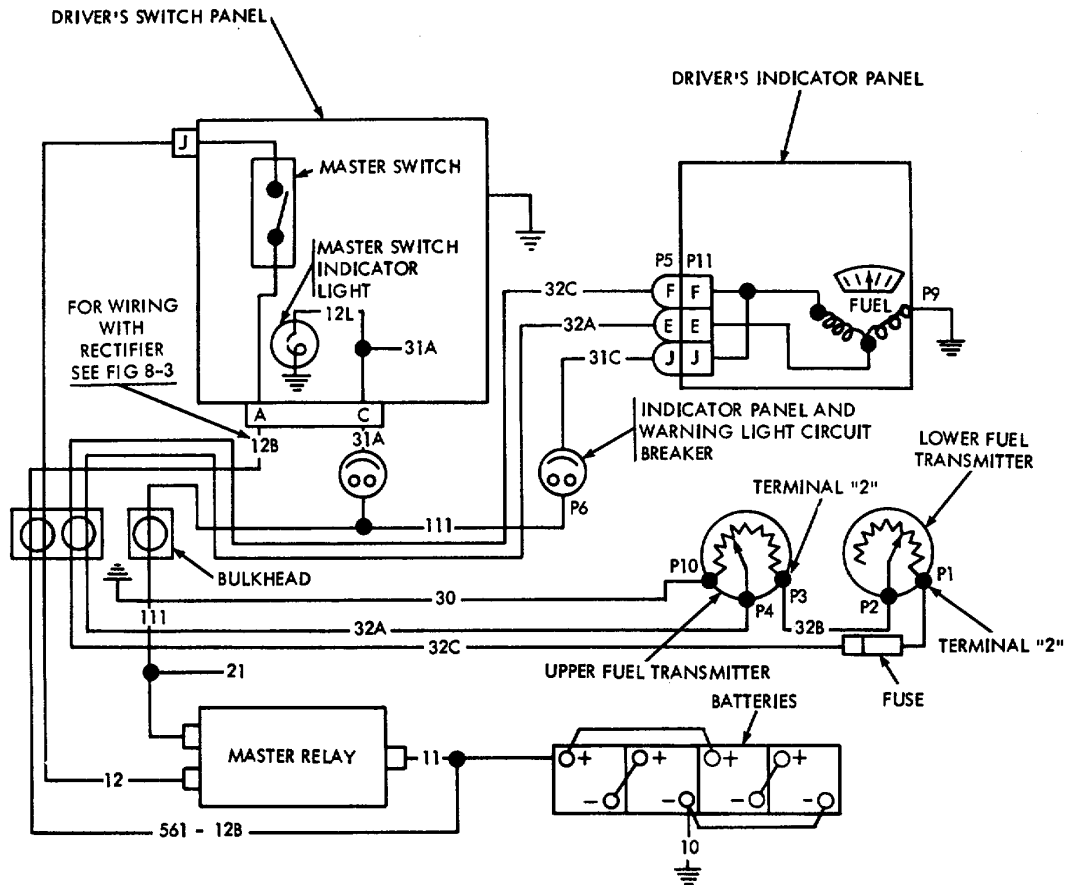 DRIVER'S SWITCH PANEL
DRIVER'S INDICATOR PANEL
J
MASTER SWITCH
MASTER SWITCH
INDICATOR
LIGHT
12L
31A
FOR WIRING
WITH
RECTIFIER
SEE FIG 8-3
A
C
12B
31A
P5
P11
32C
F
F
32A
E
E
31C
J
J
FUEL
P9
INDICATOR PANEL AND
WARNING LIGHT CIRCUIT
BREAKER
P6
LOWER FUEL
TRANSMITTER
TERMINAL "2"
111
BULKHEAD
P10
P3
P4
P1
P2
30
111
32A
32B
32C
TERMINAL "2"
21
UPPER FUEL TRANSMITTER
FUSE
BATTERIES
MASTER RELAY
11
12
+
+
+
+
-
-
-
-
561 - 12B
10